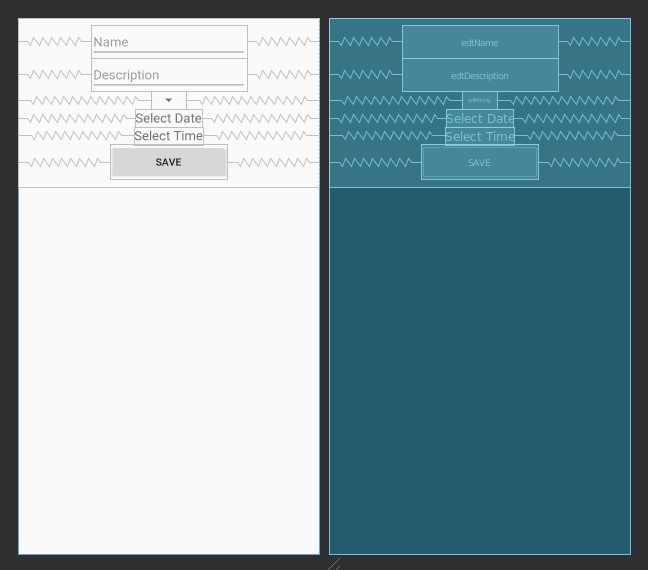 Name
Description
Select Date
Select Time
SAVE
edtName
edtDescription
edtPriority
Select Date
Select Time
SAVE